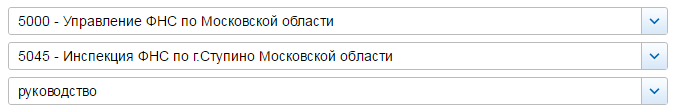 5000 - Управление ФНС по Московской области
5045 - Инспекция ФНС по г.Ступино Московской области
руководство